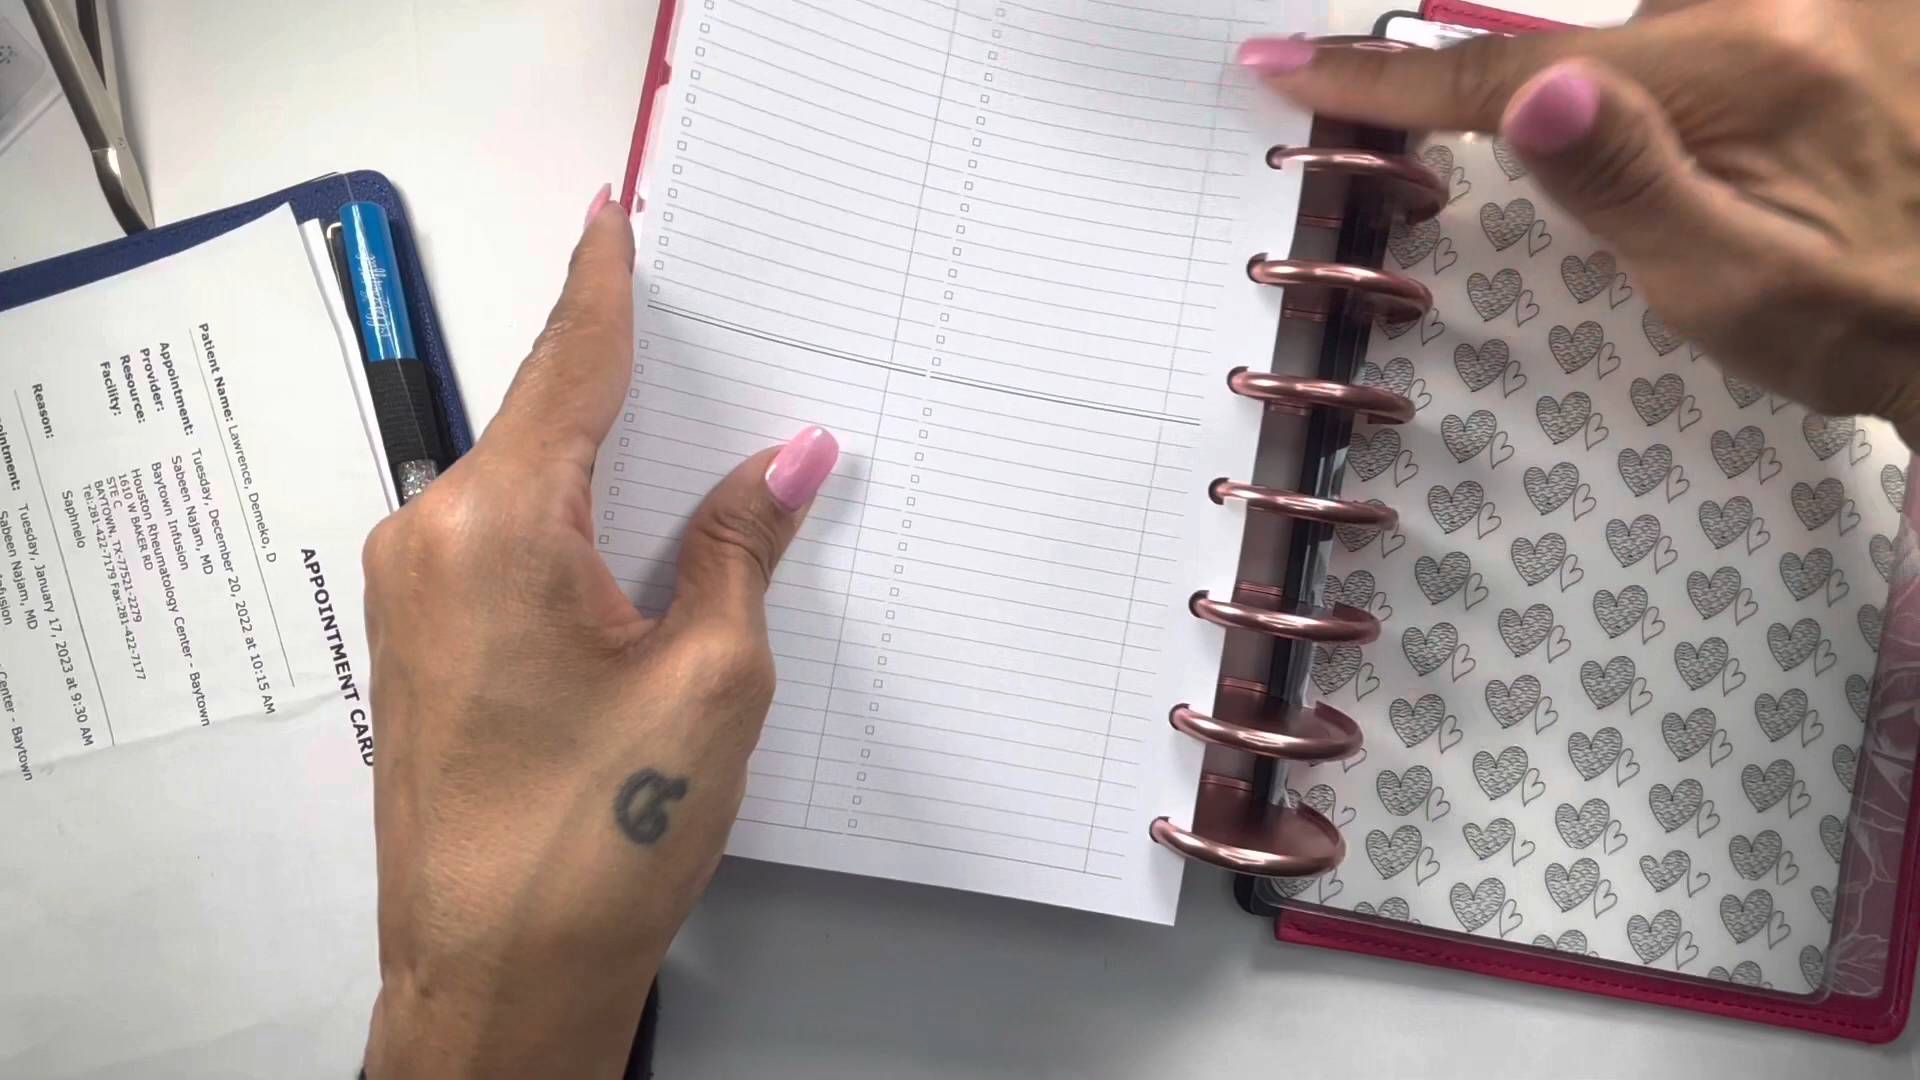 APPOINTMENT CARD
Patient Name: Lawrence, Demeko, D
Appointment: Tuesday, December 20, 2022 at 10:15 AM
Provider: Sabeen Najam, MD
Resource: Baytown Infusion
Facility: Houston Rheumatology Center - Baytown
1610 W BAKER RD
STE C
BAYTOWN, TX-77521-2279
Tel:281-422-7179 Fax:281-422-7177
Reason: Saphnelo
ointment: Tuesday, January 17, 2023 at 9:30 AM
Sabeen Najam, MD
nfusion
Center - Baytown